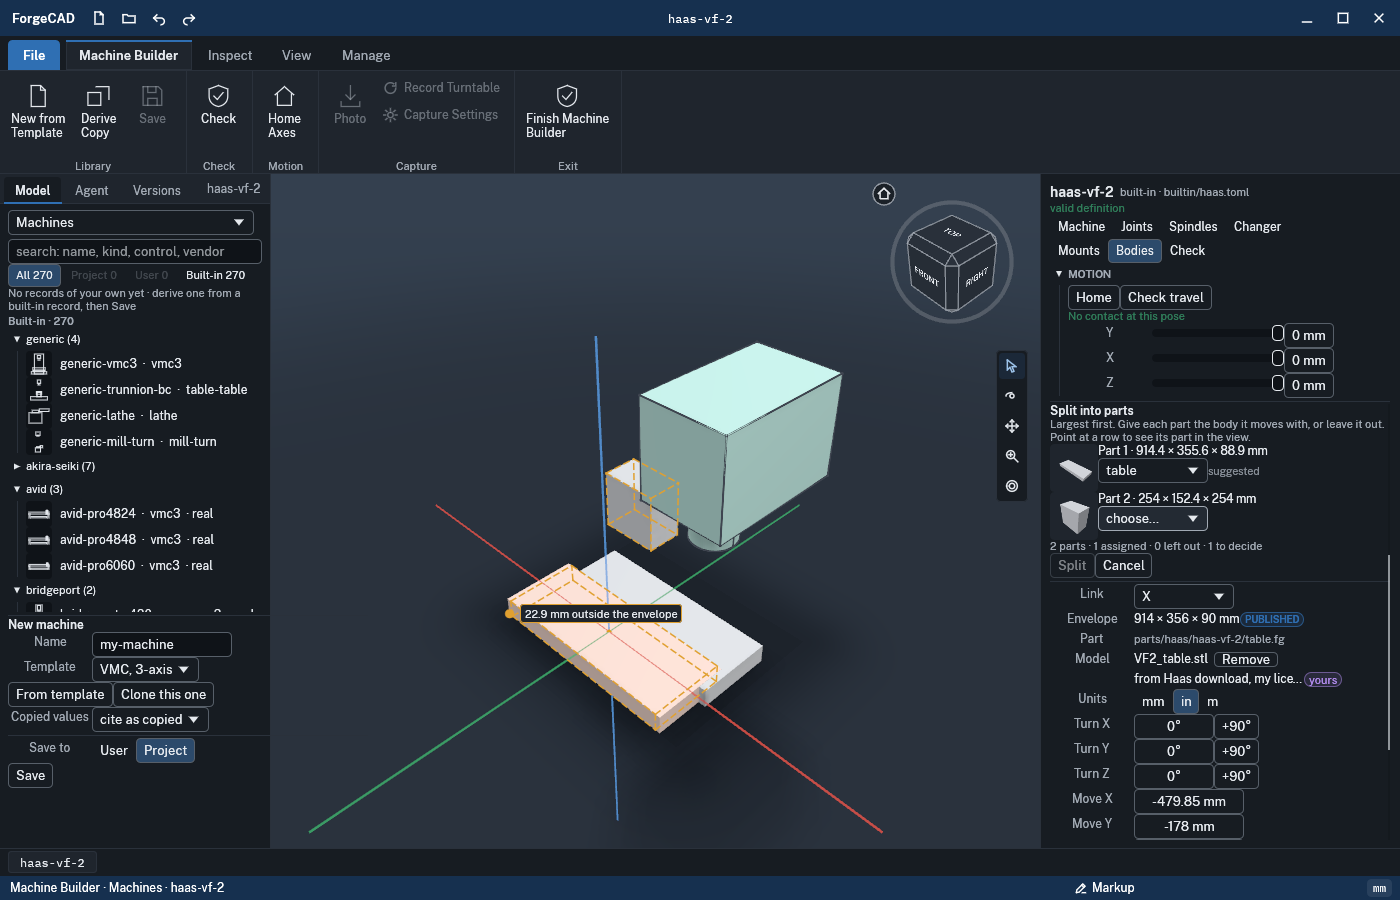 ForgeCAD
haas-vf-2
File
Machine Builder
Inspect
View
Manage
New from Template
Derive Copy
Save
Check
Home Axes
Photo
Record Turntable
Capture Settings
Finish Machine Builder
Library
Check
Motion
Capture
Exit
Model
Agent
Versions
haas-vf-2
Machines
search: name, kind, control, vendor
All 270
Project 0
User 0
Built-in 270
No records of your own yet · derive one from a
built-in record, then Save
Built-in · 270
generic (4)
generic-vmc3 · vmc3
generic-trunnion-bc · table-table
generic-lathe · lathe
generic-mill-turn · mill-turn
akira-seiki (7)
avid (3)
avid-pro4824 · vmc3 · real
avid-pro4848 · vmc3 · real
avid-pro6060 · vmc3 · real
bridgeport (2)
New machine
Name
my-machine
Template
VMC, 3-axis
From template
Clone this one
Copied values
cite as copied
Save to
User
Project
Save
TOP
FRONT
RIGHT
22.9 mm outside the envelope
haas-vf-2 built-in · builtin/haas.toml
valid definition
Machine
Joints
Spindles
Changer
Mounts
Bodies
Check
MOTION
Home
Check travel
No contact at this pose
Y
0 mm
X
0 mm
Z
0 mm
Split into parts
Largest first. Give each part the body it moves with, or leave it out.
Point at a row to see its part in the view.
Part 1 · 914.4 × 355.6 × 88.9 mm
table
suggested
Part 2 · 254 × 152.4 × 254 mm
choose...
2 parts · 1 assigned · 0 left out · 1 to decide
Split
Cancel
Link
X
Envelope
914 × 356 × 90 mm
PUBLISHED
Part
parts/haas/haas-vf-2/table.fg
Model
VF2_table.stl
Remove
from Haas download, my lice...
yours
Units
mm
in
m
Turn X
0°
+90°
Turn Y
0°
+90°
Turn Z
0°
+90°
Move X
-479.85 mm
Move Y
-178 mm
haas-vf-2
Machine Builder · Machines · haas-vf-2
Markup
mm